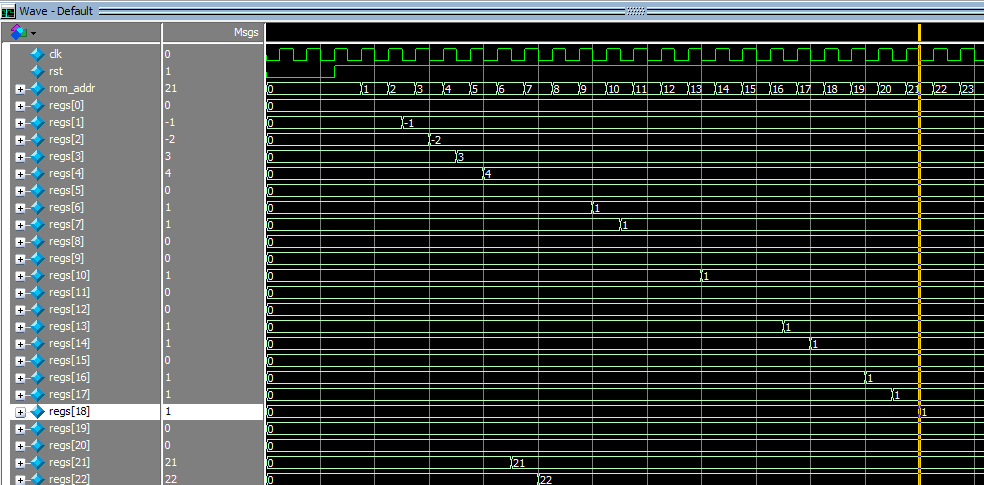 Wave - Default
Msgs
clk 0
rst 1
rom_addr 21 0 1 2 3 4 5 6 7 8 9 10 11 12 13 14 15 16 17 18 19 20 21 22 23
regs[0] 0 0
regs[1] -1 0 -1
regs[2] -2 0 -2
regs[3] 3 0 3
regs[4] 4 0 4
regs[5] 0 0
regs[6] 1 0 1
regs[7] 1 0 1
regs[8] 0 0
regs[9] 0 0
regs[10] 1 0 1
regs[11] 0 0
regs[12] 0 0
regs[13] 1 0 1
regs[14] 1 0 1
regs[15] 0 0
regs[16] 1 0 1
regs[17] 1 0 1
regs[18] 1 0 1
regs[19] 0 0
regs[20] 0 0
regs[21] 21 0 21
regs[22] 22 0 22